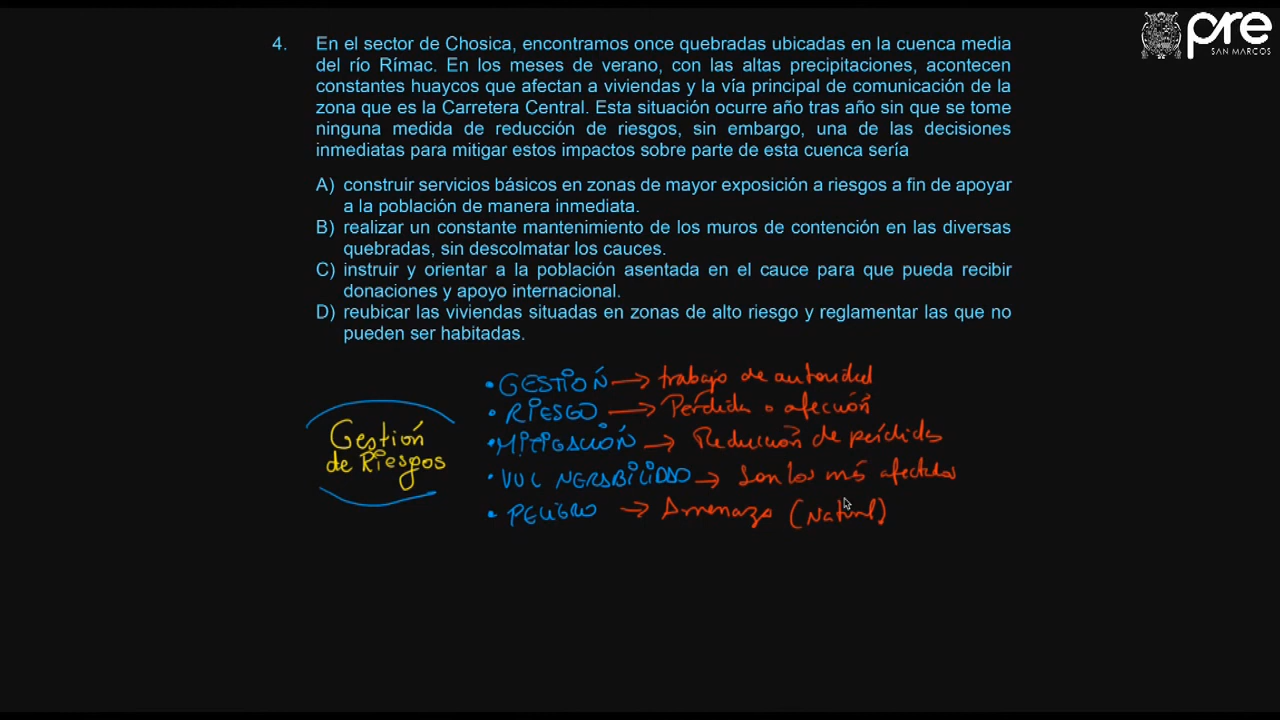 pre
SAN MARCOS
4. En el sector de Chosica, encontramos once quebradas ubicadas en la cuenca media
del río Rímac. En los meses de verano, con las altas precipitaciones, acontecen
constantes huaycos que afectan a viviendas y la vía principal de comunicación de la
zona que es la Carretera Central. Esta situación ocurre año tras año sin que se tome
ninguna medida de reducción de riesgos, sin embargo, una de las decisiones
inmediatas para mitigar estos impactos sobre parte de esta cuenca sería
A) construir servicios básicos en zonas de mayor exposición a riesgos a fin de apoyar
a la población de manera inmediata.
B) realizar un constante mantenimiento de los muros de contención en las diversas
quebradas, sin descolmatar los cauces.
C) instruir y orientar a la población asentada en el cauce para que pueda recibir
donaciones y apoyo internacional.
D) reubicar las viviendas situadas en zonas de alto riesgo y reglamentar las que no
pueden ser habitadas.
Gestión
de Riesgos
• GESTIÓN → trabajo de autoridad
• RIESGO → Pérdida o afección
• MITIGACIÓN → Reducción de pérdidas
• VULNERABILIDAD → Son los más afectados
• PELIGRO → Amenaza (Natural)